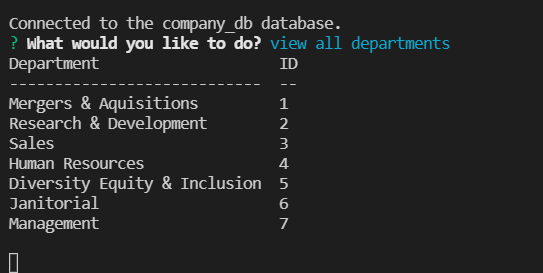 Connected to the company_db database.
? What would you like to do? view all departments
Department                    ID
----------------------------  --
Mergers & Aquisitions         1
Research & Development        2
Sales                         3
Human Resources               4
Diversity Equity & Inclusion  5
Janitorial                    6
Management                    7